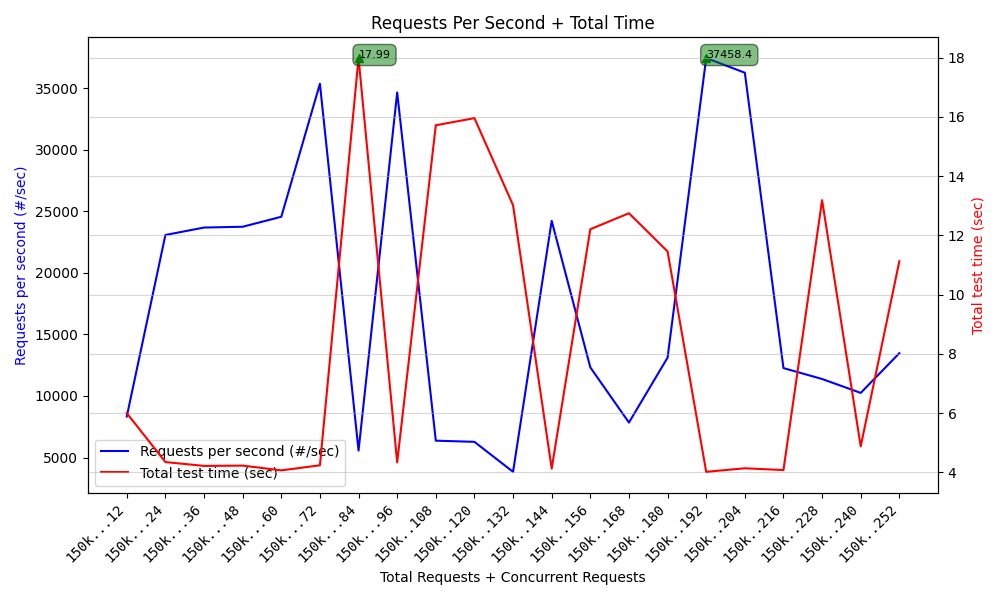 Requests Per Second + Total Time
17.99
37458.4
Requests per second (#/sec)
35000
30000
25000
20000
15000
10000
5000
18
16
14
12
10
8
6
4
Total test time (sec)
Requests per second (#/sec)
Total test time (sec)
150k...12
150k...24
150k...36
150k...48
150k...60
150k...72
150k...84
150k...96
150k..108
150k..120
150k..132
150k..144
150k..156
150k..168
150k..180
150k..192
150k..204
150k..216
150k..228
150k..240
150k..252
Total Requests + Concurrent Requests